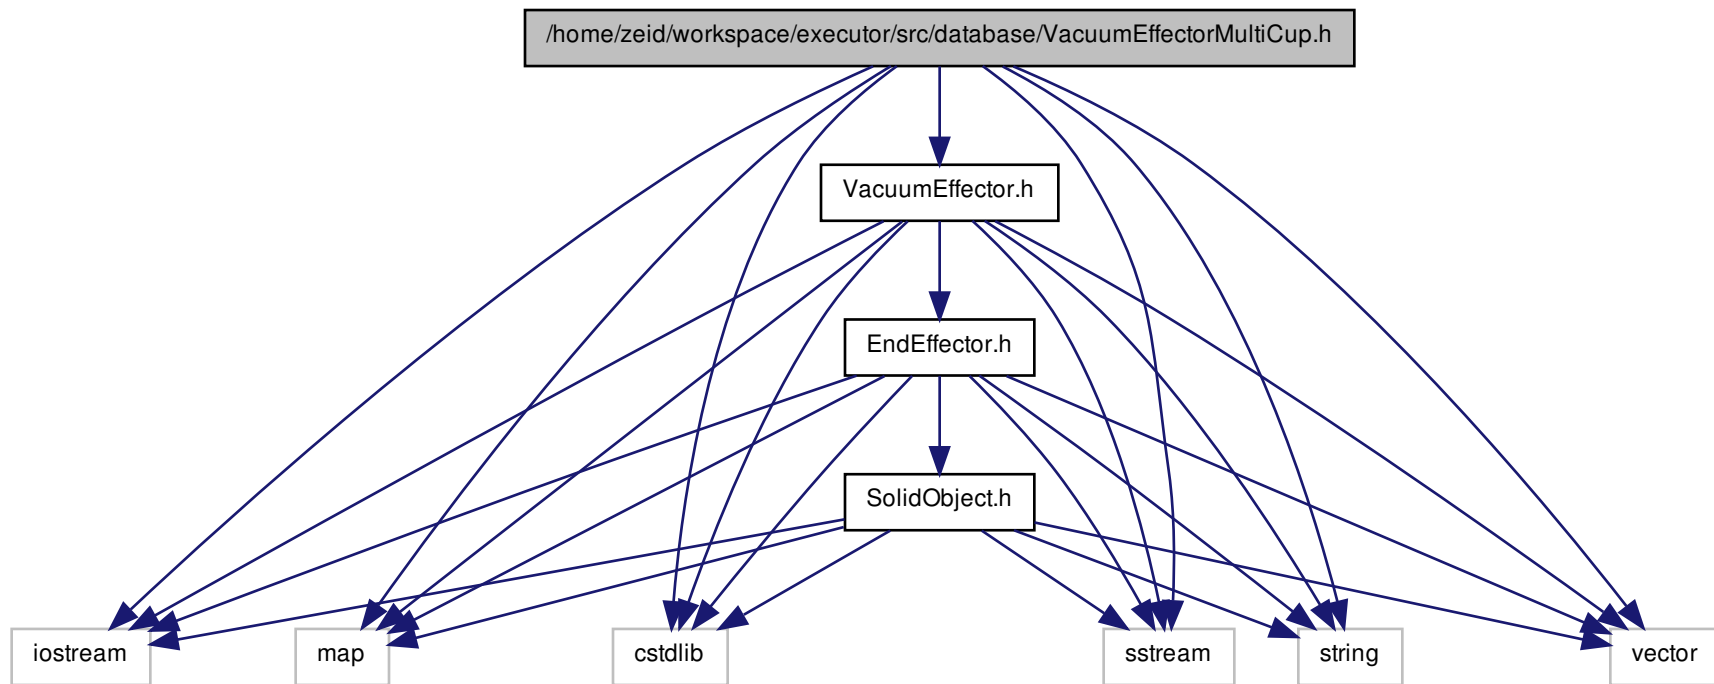 /home/zeid/workspace/executor/src/database/VacuumEffectorMultiCup.h
VacuumEffector.h
EndEffector.h
SolidObject.h
iostream
map
cstdlib
sstream
string
vector